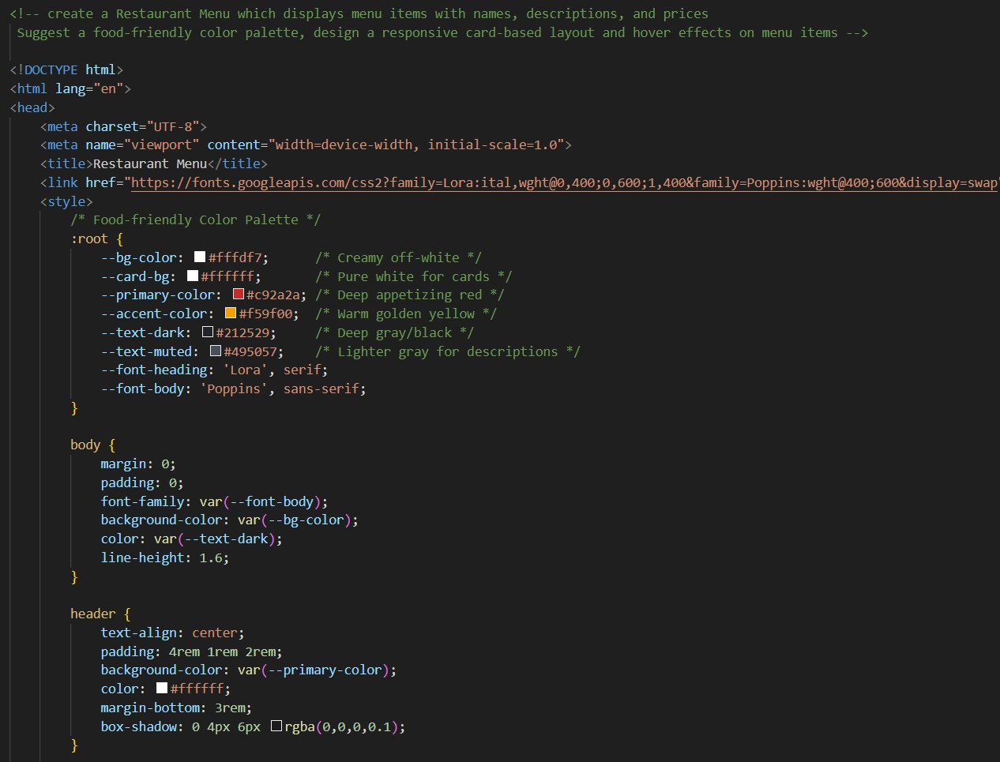 <!-- create a Restaurant Menu which displays menu items with names, descriptions, and prices
Suggest a food-friendly color palette, design a responsive card-based layout and hover effects on menu items -->
<!DOCTYPE html>
<html lang="en">
<head>
<meta charset="UTF-8">
<meta name="viewport" content="width=device-width, initial-scale=1.0">
<title>Restaurant Menu</title>
<link href="https://fonts.googleapis.com/css2?family=Lora:ital,wght@0,400;0,600;1,400&family=Poppins:wght@400;600&display=swap"
<style>
/* Food-friendly Color Palette */
:root {
--bg-color: #fffdf7; /* Creamy off-white */
--card-bg: #ffffff; /* Pure white for cards */
--primary-color: #c92a2a; /* Deep appetizing red */
--accent-color: #f59f00; /* Warm golden yellow */
--text-dark: #212529; /* Deep gray/black */
--text-muted: #495057; /* Lighter gray for descriptions */
--font-heading: 'Lora', serif;
--font-body: 'Poppins', sans-serif;
}
body {
margin: 0;
padding: 0;
font-family: var(--font-body);
background-color: var(--bg-color);
color: var(--text-dark);
line-height: 1.6;
}
header {
text-align: center;
padding: 4rem 1rem 2rem;
background-color: var(--primary-color);
color: #ffffff;
margin-bottom: 3rem;
box-shadow: 0 4px 6px rgba(0,0,0,0.1);
}